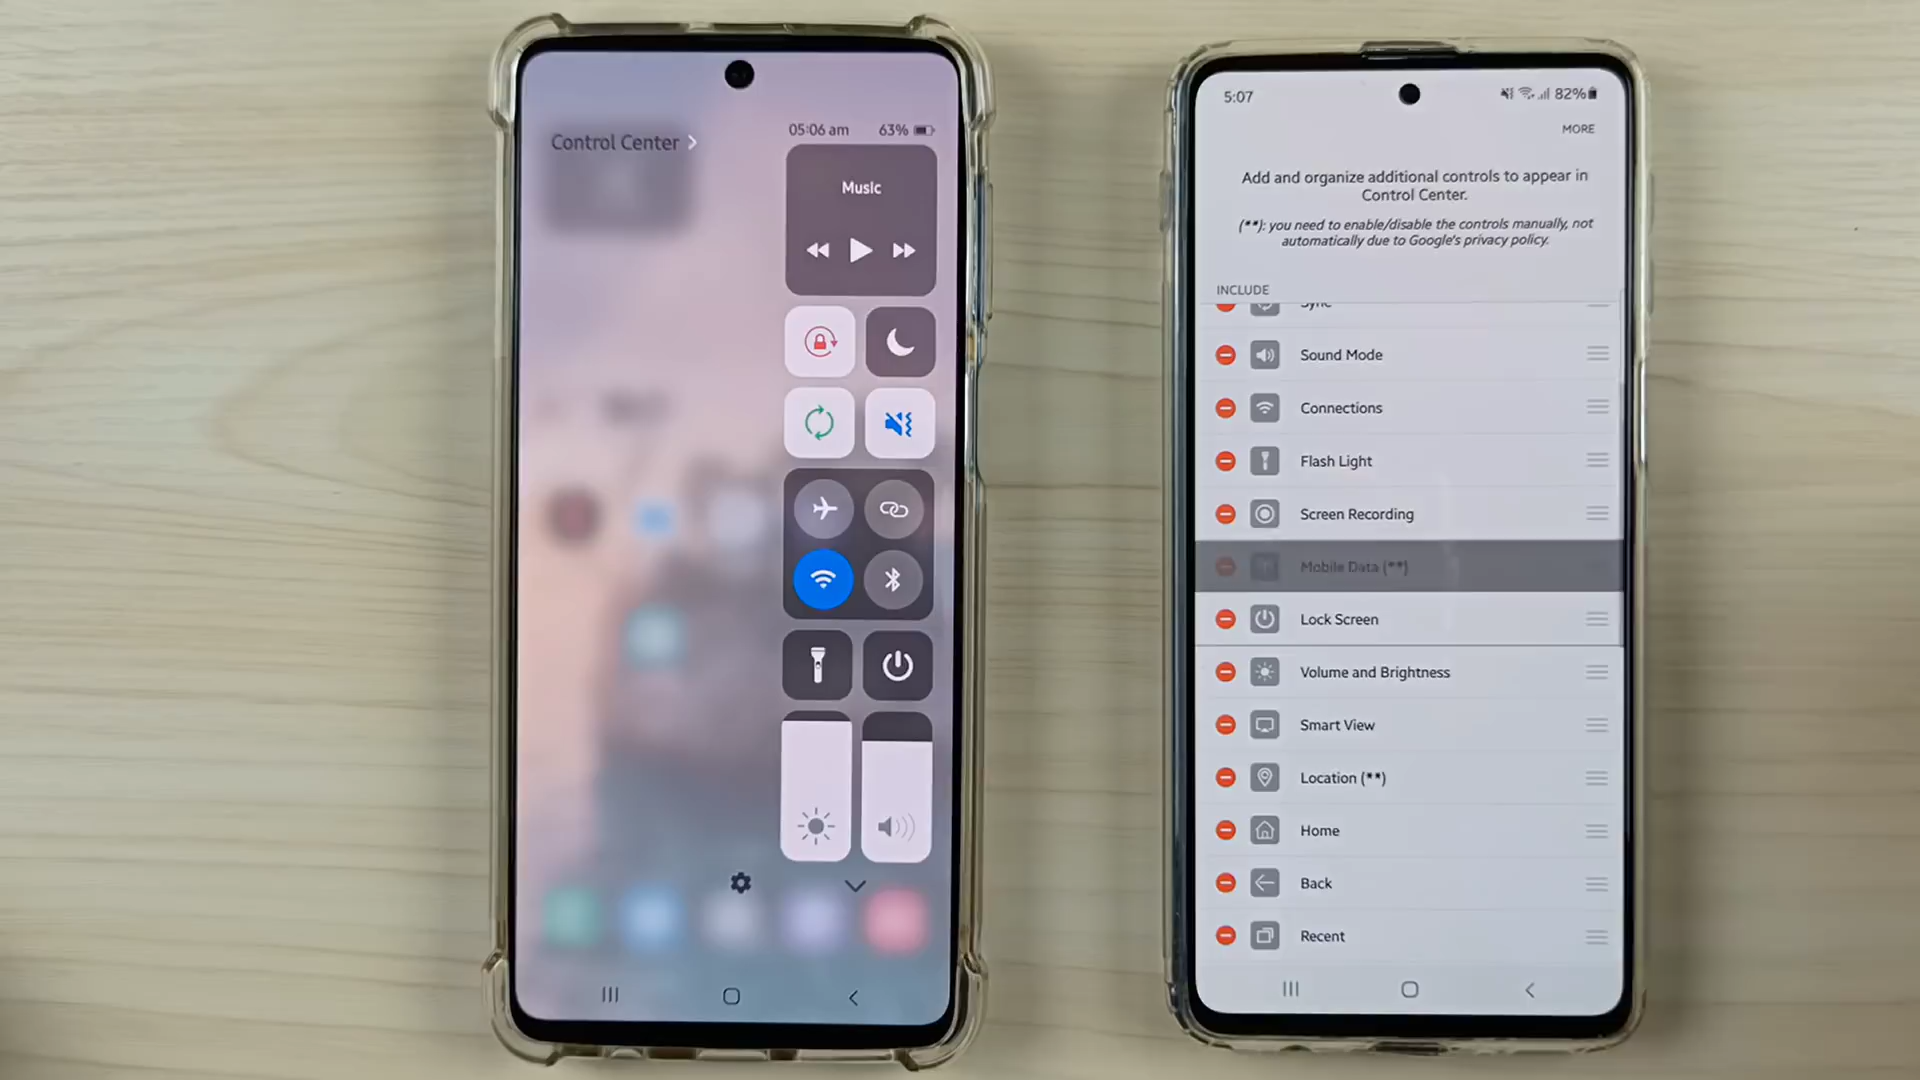 Control Center >
05:06 am 63%
Music
5:07
82%
MORE
Add and organize additional controls to appear in
Control Center.
(**): you need to enable/disable the controls manually, not
automatically due to Google's privacy policy.
INCLUDE
Sync
Sound Mode
Connections
Flash Light
Screen Recording
Mobile Data (**)
Lock Screen
Volume and Brightness
Smart View
Location (**)
Home
Back
Recent